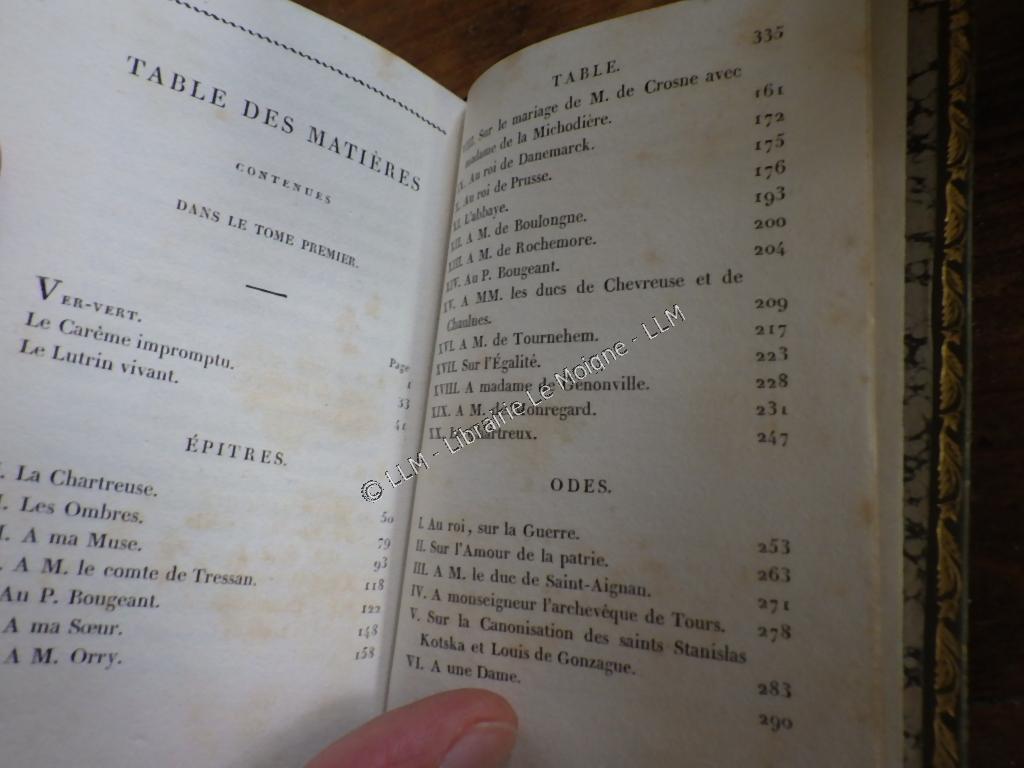 TABLE DES MATIÈRES
CONTENUES
DANS LE TOME PREMIER.
Page
VER-VERT. 1
Le Carême impromptu. 33
Le Lutrin vivant. 41
ÉPITRES.
I. La Chartreuse. 50
I. Les Ombres. 79
I. A ma Muse. 93
. A M. le comte de Tressan. 118
Au P. Bougeant. 122
A ma Sœur. 148
A M. Orry. 158
TABLE. 335
VIII. Sur le mariage de M. de Crosne avec
madame de la Michodière. 161
IX. Au roi de Danemarck. 172
X. Au roi de Prusse. 175
XI. L'abbaye. 176
XII. A M. de Boulongne. 193
XIII. A M. de Rochemore. 200
XIV. Au P. Bougeant. 204
XV. A MM. les ducs de Chevreuse et de
Chaulnes. 209
XVI. A M. de Tournehem. 217
XVII. Sur l'Égalité. 223
XVIII. A madame de Genonville. 228
XIX. A M. de Monregard. 231
XX. 247
ODES.
I. Au roi, sur la Guerre. 253
II. Sur l'Amour de la patrie. 263
III. A M. le duc de Saint-Aignan. 271
IV. A monseigneur l'archevêque de Tours. 278
V. Sur la Canonisation des saints Stanislas
Kotska et Louis de Gonzague. 283
VI. A une Dame. 290
© LLM - Librairie Le Moigne - LLM